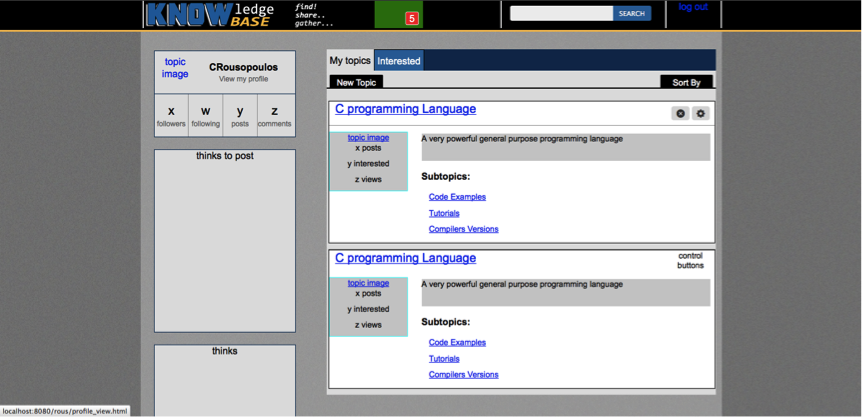 KNOWledge
BASE
find!
share..
gather...
5
SEARCH
log out
topic
image
CRousopoulos
View my profile
x w y z
followers following posts comments
thinks to post
thinks
My topics Interested
New Topic Sort By
C programming Language
topic image
x posts
y interested
z views
A very powerful general purpose programming language
Subtopics:
Code Examples
Tutorials
Compilers Versions
C programming Language
control
buttons
topic image
x posts
y interested
z views
A very powerful general purpose programming language
Subtopics:
Code Examples
Tutorials
Compilers Versions
localhost:8080/rous/profile_view.html